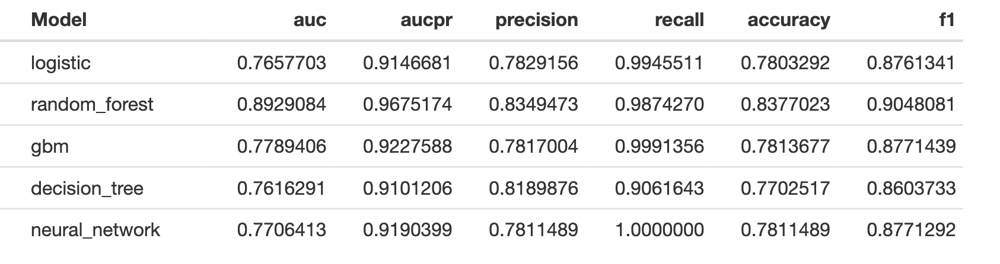 Model auc aucpr precision recall accuracy f1
logistic 0.7657703 0.9146681 0.7829156 0.9945511 0.7803292 0.8761341
random_forest 0.8929084 0.9675174 0.8349473 0.9874270 0.8377023 0.9048081
gbm 0.7789406 0.9227588 0.7817004 0.9991356 0.7813677 0.8771439
decision_tree 0.7616291 0.9101206 0.8189876 0.9061643 0.7702517 0.8603733
neural_network 0.7706413 0.9190399 0.7811489 1.0000000 0.7811489 0.8771292